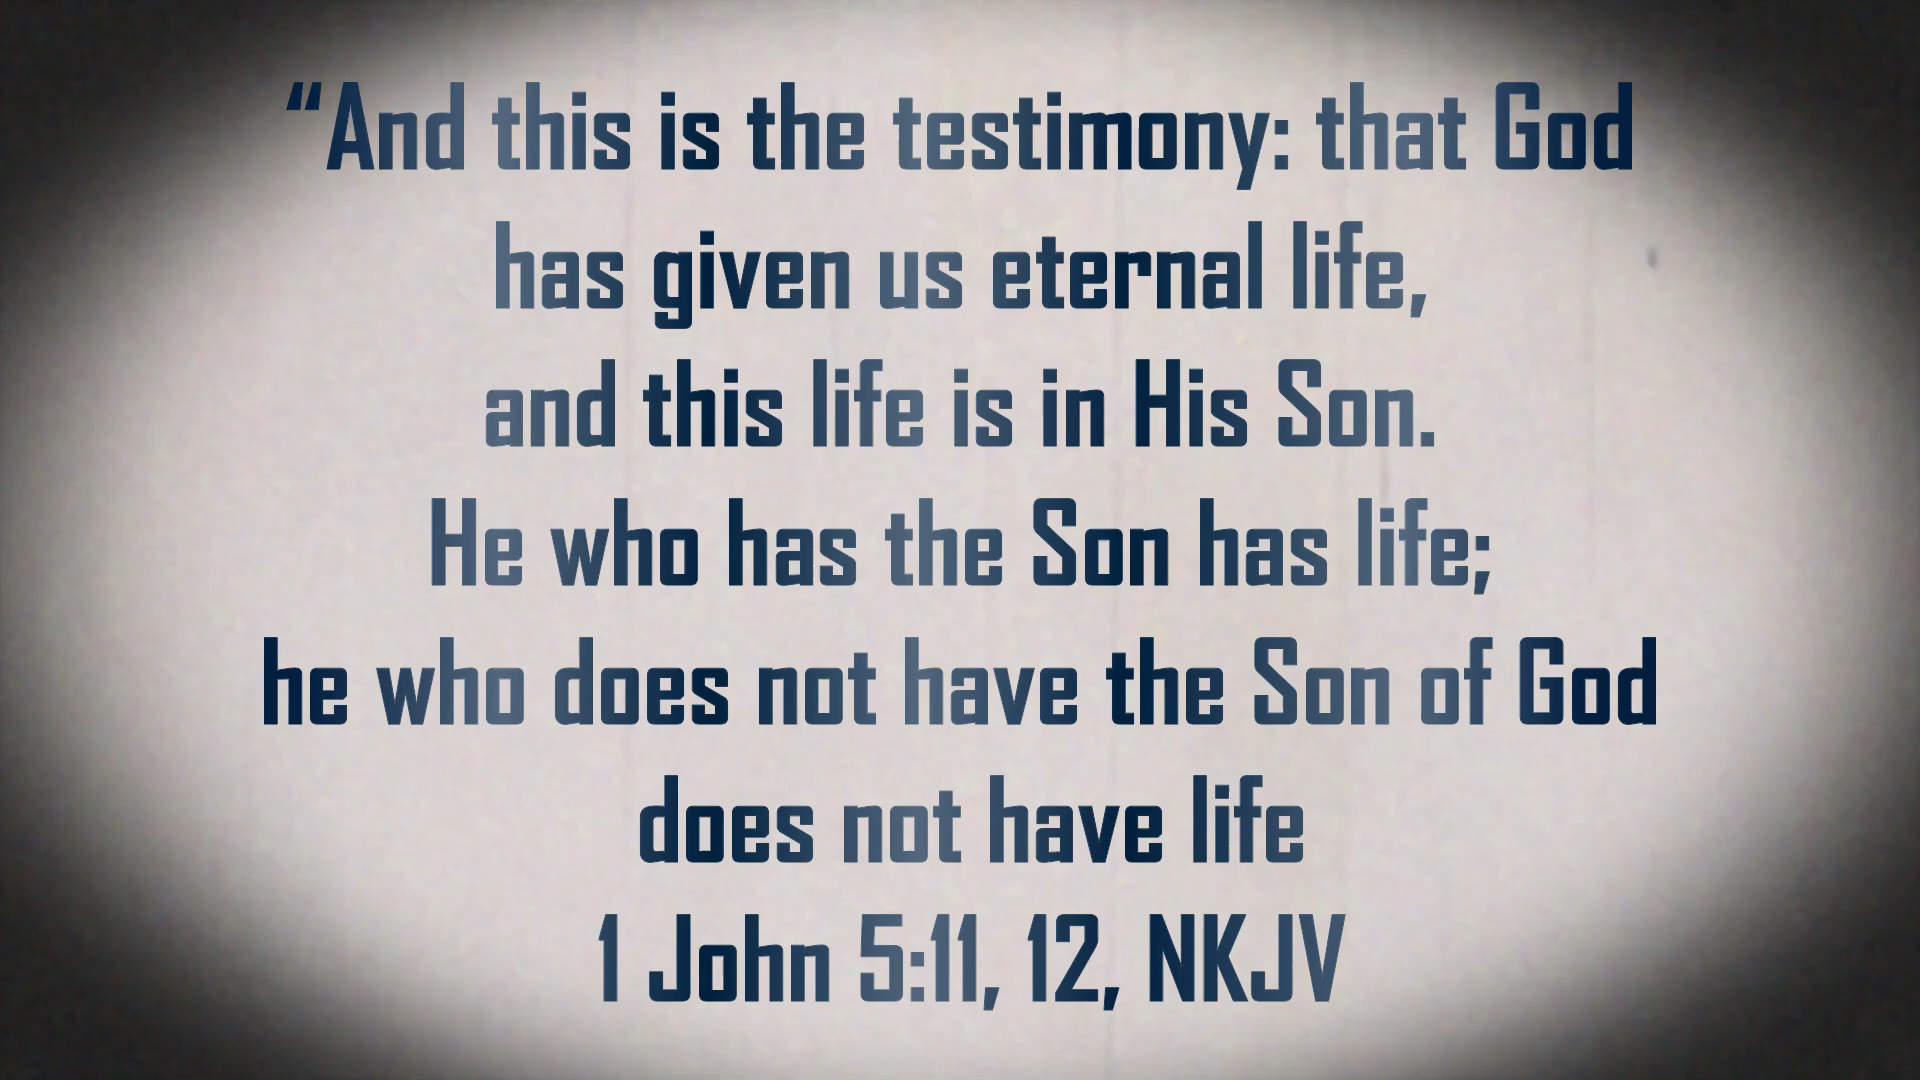 “And this is the testimony: that God
has given us eternal life,
and this life is in His Son.
He who has the Son has life;
he who does not have the Son of God
does not have life
1 John 5:11, 12, NKJV